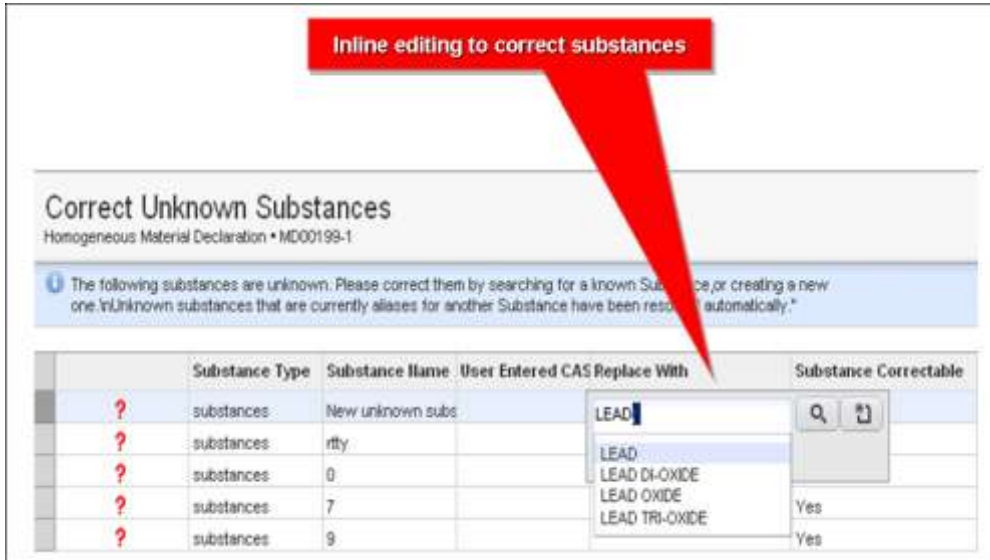 Inline editing to correct substances
Correct Unknown Substances
Homogeneous Material Declaration • MD00199-1
The following substances are unknown. Please correct them by searching for a known Su ce,or creating a new
one.\nUnknown substances that are currently aliases for another Substance have been reso automatically."
Substance Type Substance Name User Entered CAS Replace With Substance Correctable
? substances New unknown subs LEAD
? substances rtty LEAD
? substances 0 LEAD DI-OXIDE
LEAD OXIDE
? substances 7 LEAD TRI-OXIDE Yes
? substances 9 Yes